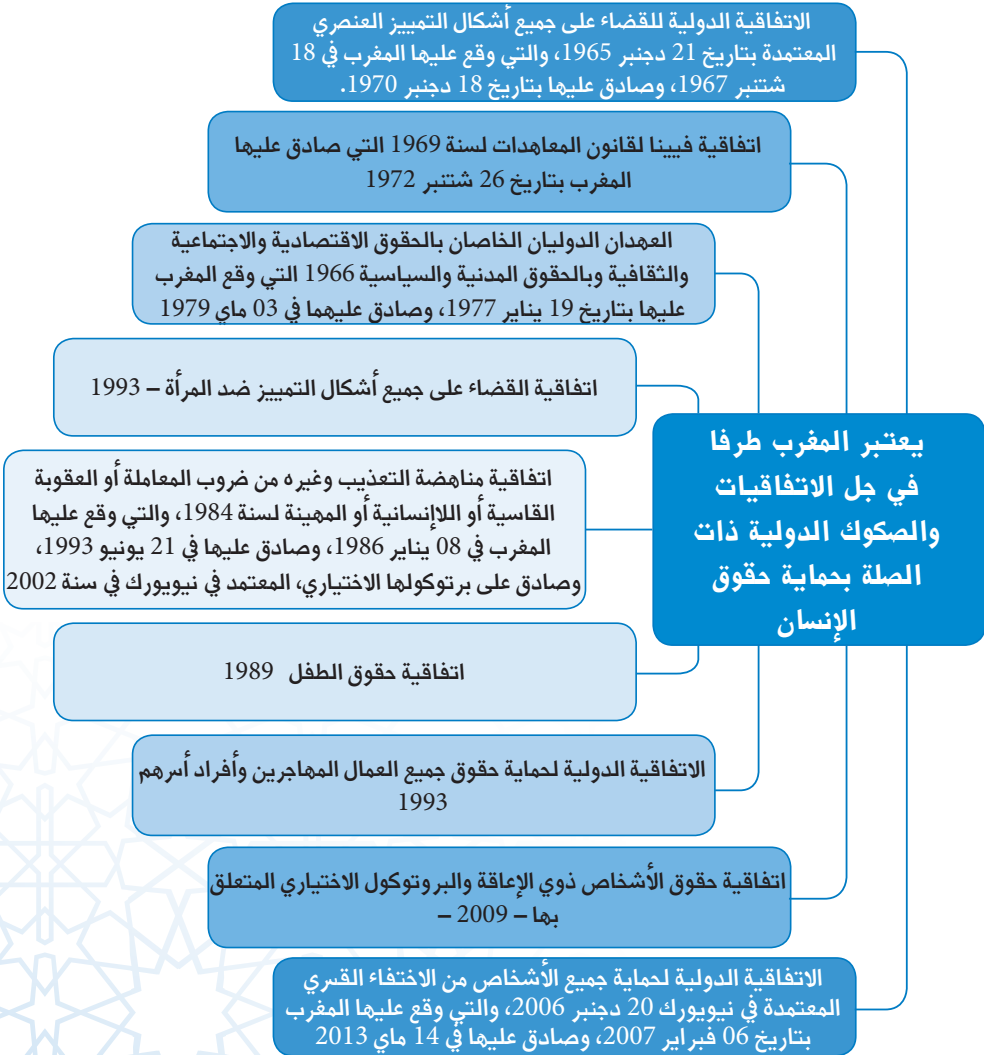 الاتفاقية الدولية للقضاء على جميع أشكال التمييز العنصري
المعتمدة بتاريخ 21 دجنبر 1965، والتي وقع عليها المغرب في 18
شتنبر 1967، وصادق عليها بتاريخ 18 دجنبر 1970.
اتفاقية فيينا لقانون المعاهدات لسنة 1969 التي صادق عليها
المغرب بتاريخ 26 شتنبر 1972
العهدان الدوليان الخاصان بالحقوق الاقتصادية والاجتماعية
والثقافية وبالحقوق المدنية والسياسية 1966 التي وقع المغرب
عليها بتاريخ 19 يناير 1977، وصادق عليهما في 03 ماي 1979
اتفاقية القضاء على جميع أشكال التمييز ضد المرأة – 1993
يعتبر المغرب طرفا
في جل الاتفاقيات
والصكوك الدولية ذات
الصلة بحماية حقوق
الإنسان
اتفاقية مناهضة التعذيب وغيره من ضروب المعاملة أو العقوبة
القاسية أو اللاإنسانية أو المهينة لسنة 1984، والتي وقع عليها
المغرب في 08 يناير 1986، وصادق عليها في 21 يونيو 1993،
وصادق على برتوكولها الاختياري، المعتمد في نيويورك في سنة 2002
اتفاقية حقوق الطفل 1989
الاتفاقية الدولية لحماية حقوق جميع العمال المهاجرين وأفراد أسرهم
1993
اتفاقية حقوق الأشخاص ذوي الإعاقة والبروتوكول الاختياري المتعلق
بها – 2009 –
الاتفاقية الدولية لحماية جميع الأشخاص من الاختفاء القسري
المعتمدة في نيويورك 20 دجنبر 2006، والتي وقع عليها المغرب
بتاريخ 06 فبراير 2007، وصادق عليها في 14 ماي 2013